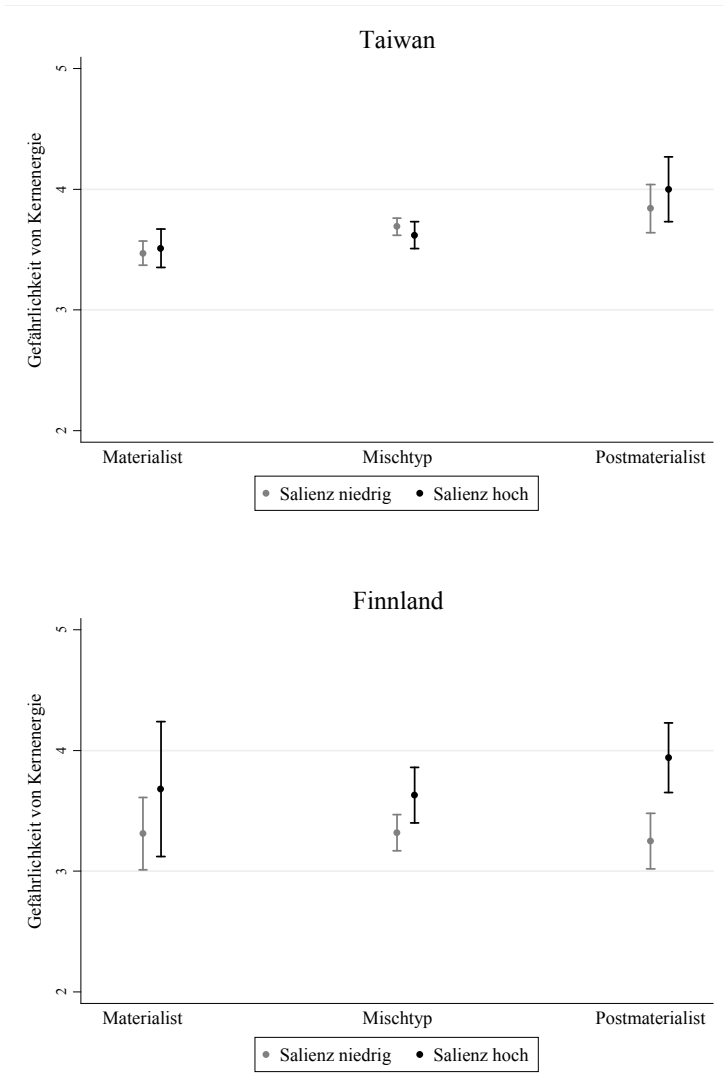 Taiwan
5
4
3
2
Gefährlichkeit von Kernenergie
Materialist Mischtyp Postmaterialist
Salienz niedrig Salienz hoch
Finnland
5
4
3
2
Gefährlichkeit von Kernenergie
Materialist Mischtyp Postmaterialist
Salienz niedrig Salienz hoch